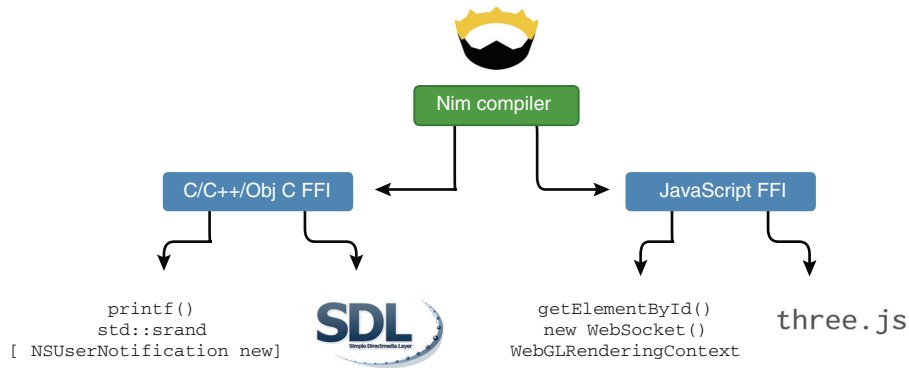 Nim compiler
C/C++/Obj C FFI
JavaScript FFI
printf()
std::srand
[ NSUserNotification new]
SDL
Simple Directmedia Layer
getElementById()
new WebSocket()
WebGLRenderingContext
three.js